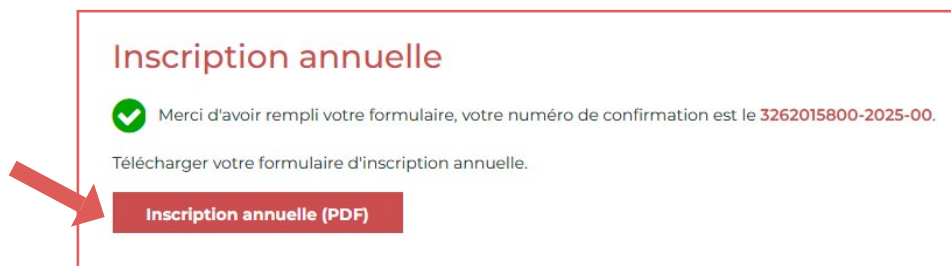 Inscription annuelle
Merci d'avoir rempli votre formulaire, votre numéro de confirmation est le 3262015800-2025-00.
Télécharger votre formulaire d'inscription annuelle.
Inscription annuelle (PDF)